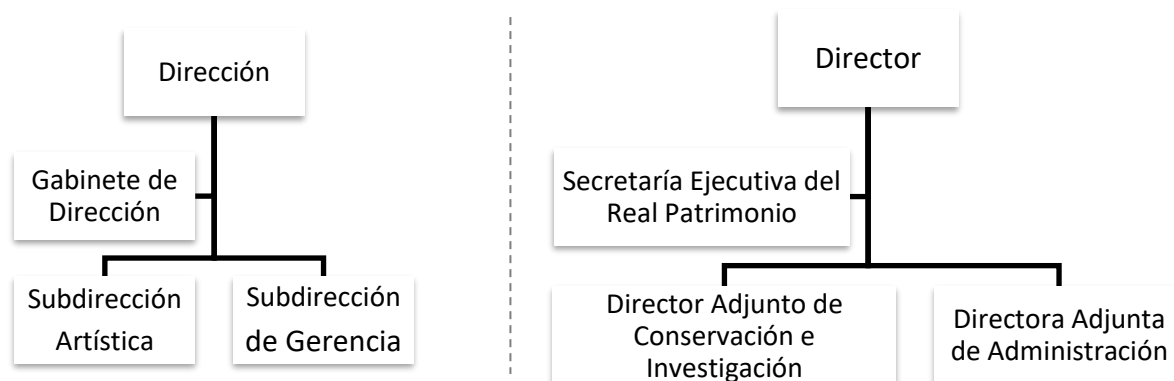 Dirección
Gabinete de
Dirección
Subdirección
Artística
Subdirección
de Gerencia
Director
Secretaría Ejecutiva del
Real Patrimonio
Director Adjunto de
Conservación e
Investigación
Directora Adjunta
de Administración